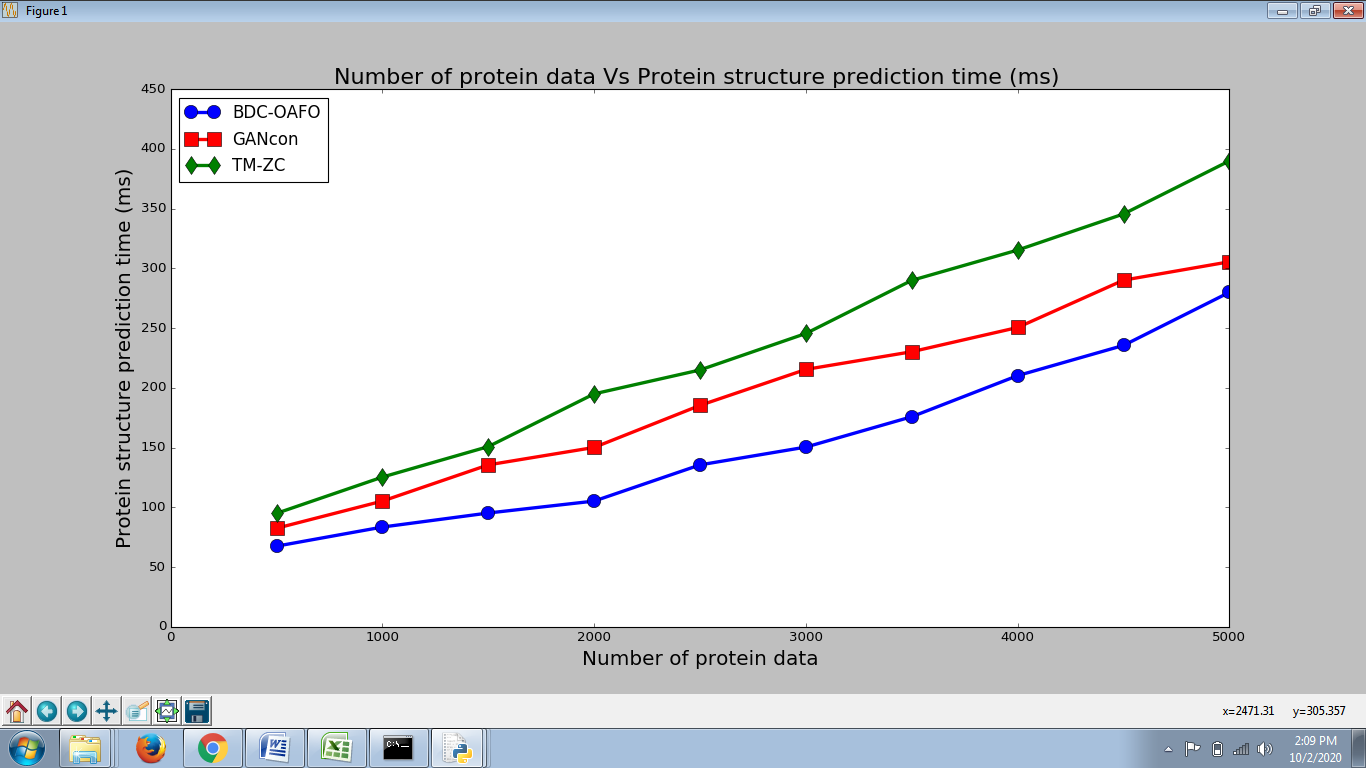 Figure 1
Number of protein data Vs Protein structure prediction time (ms)
BDC-OAFO
GANcon
TM-ZC
Protein structure prediction time (ms)
450
400
350
300
250
200
150
100
50
0
0 1000 2000 3000 4000 5000
Number of protein data
x=2471.31 y=305.357
C:\
2:09 PM
10/2/2020